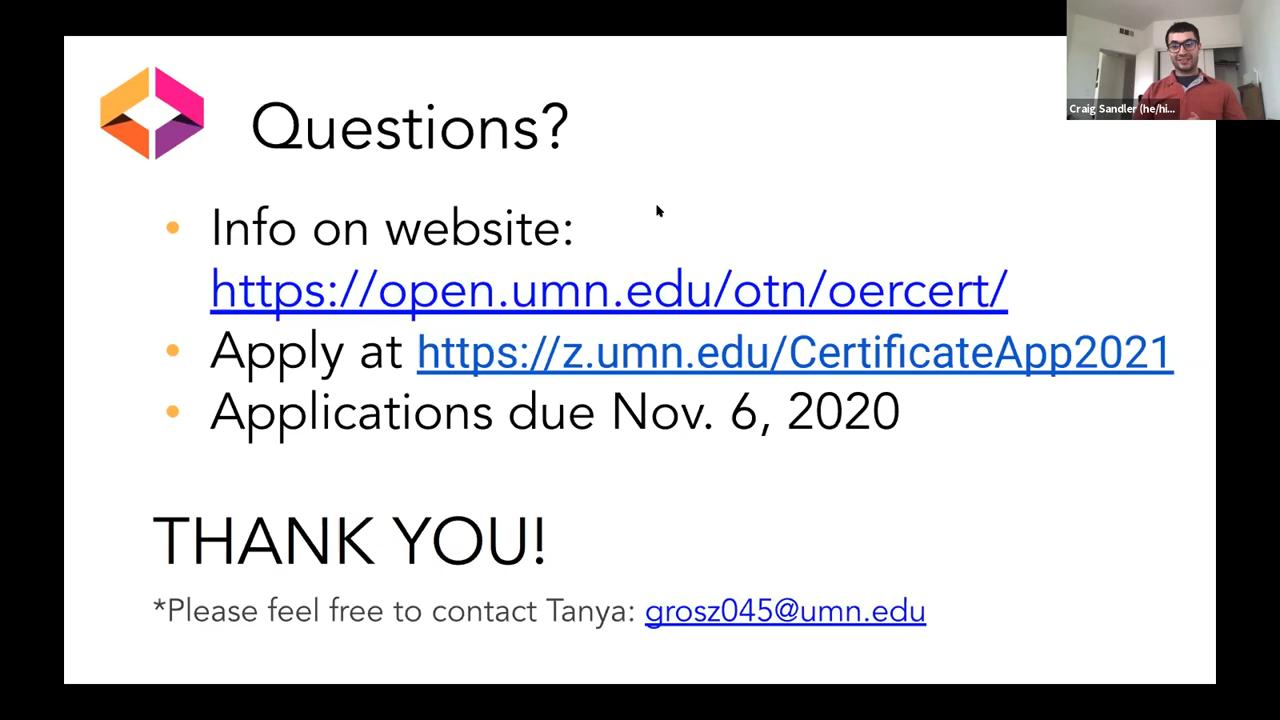 Questions?
Info on website:
https://open.umn.edu/otn/oercert/
Apply at https://z.umn.edu/CertificateApp2021
Applications due Nov. 6, 2020
THANK YOU!
*Please feel free to contact Tanya: grosz045@umn.edu
Craig Sandler (he/hi...